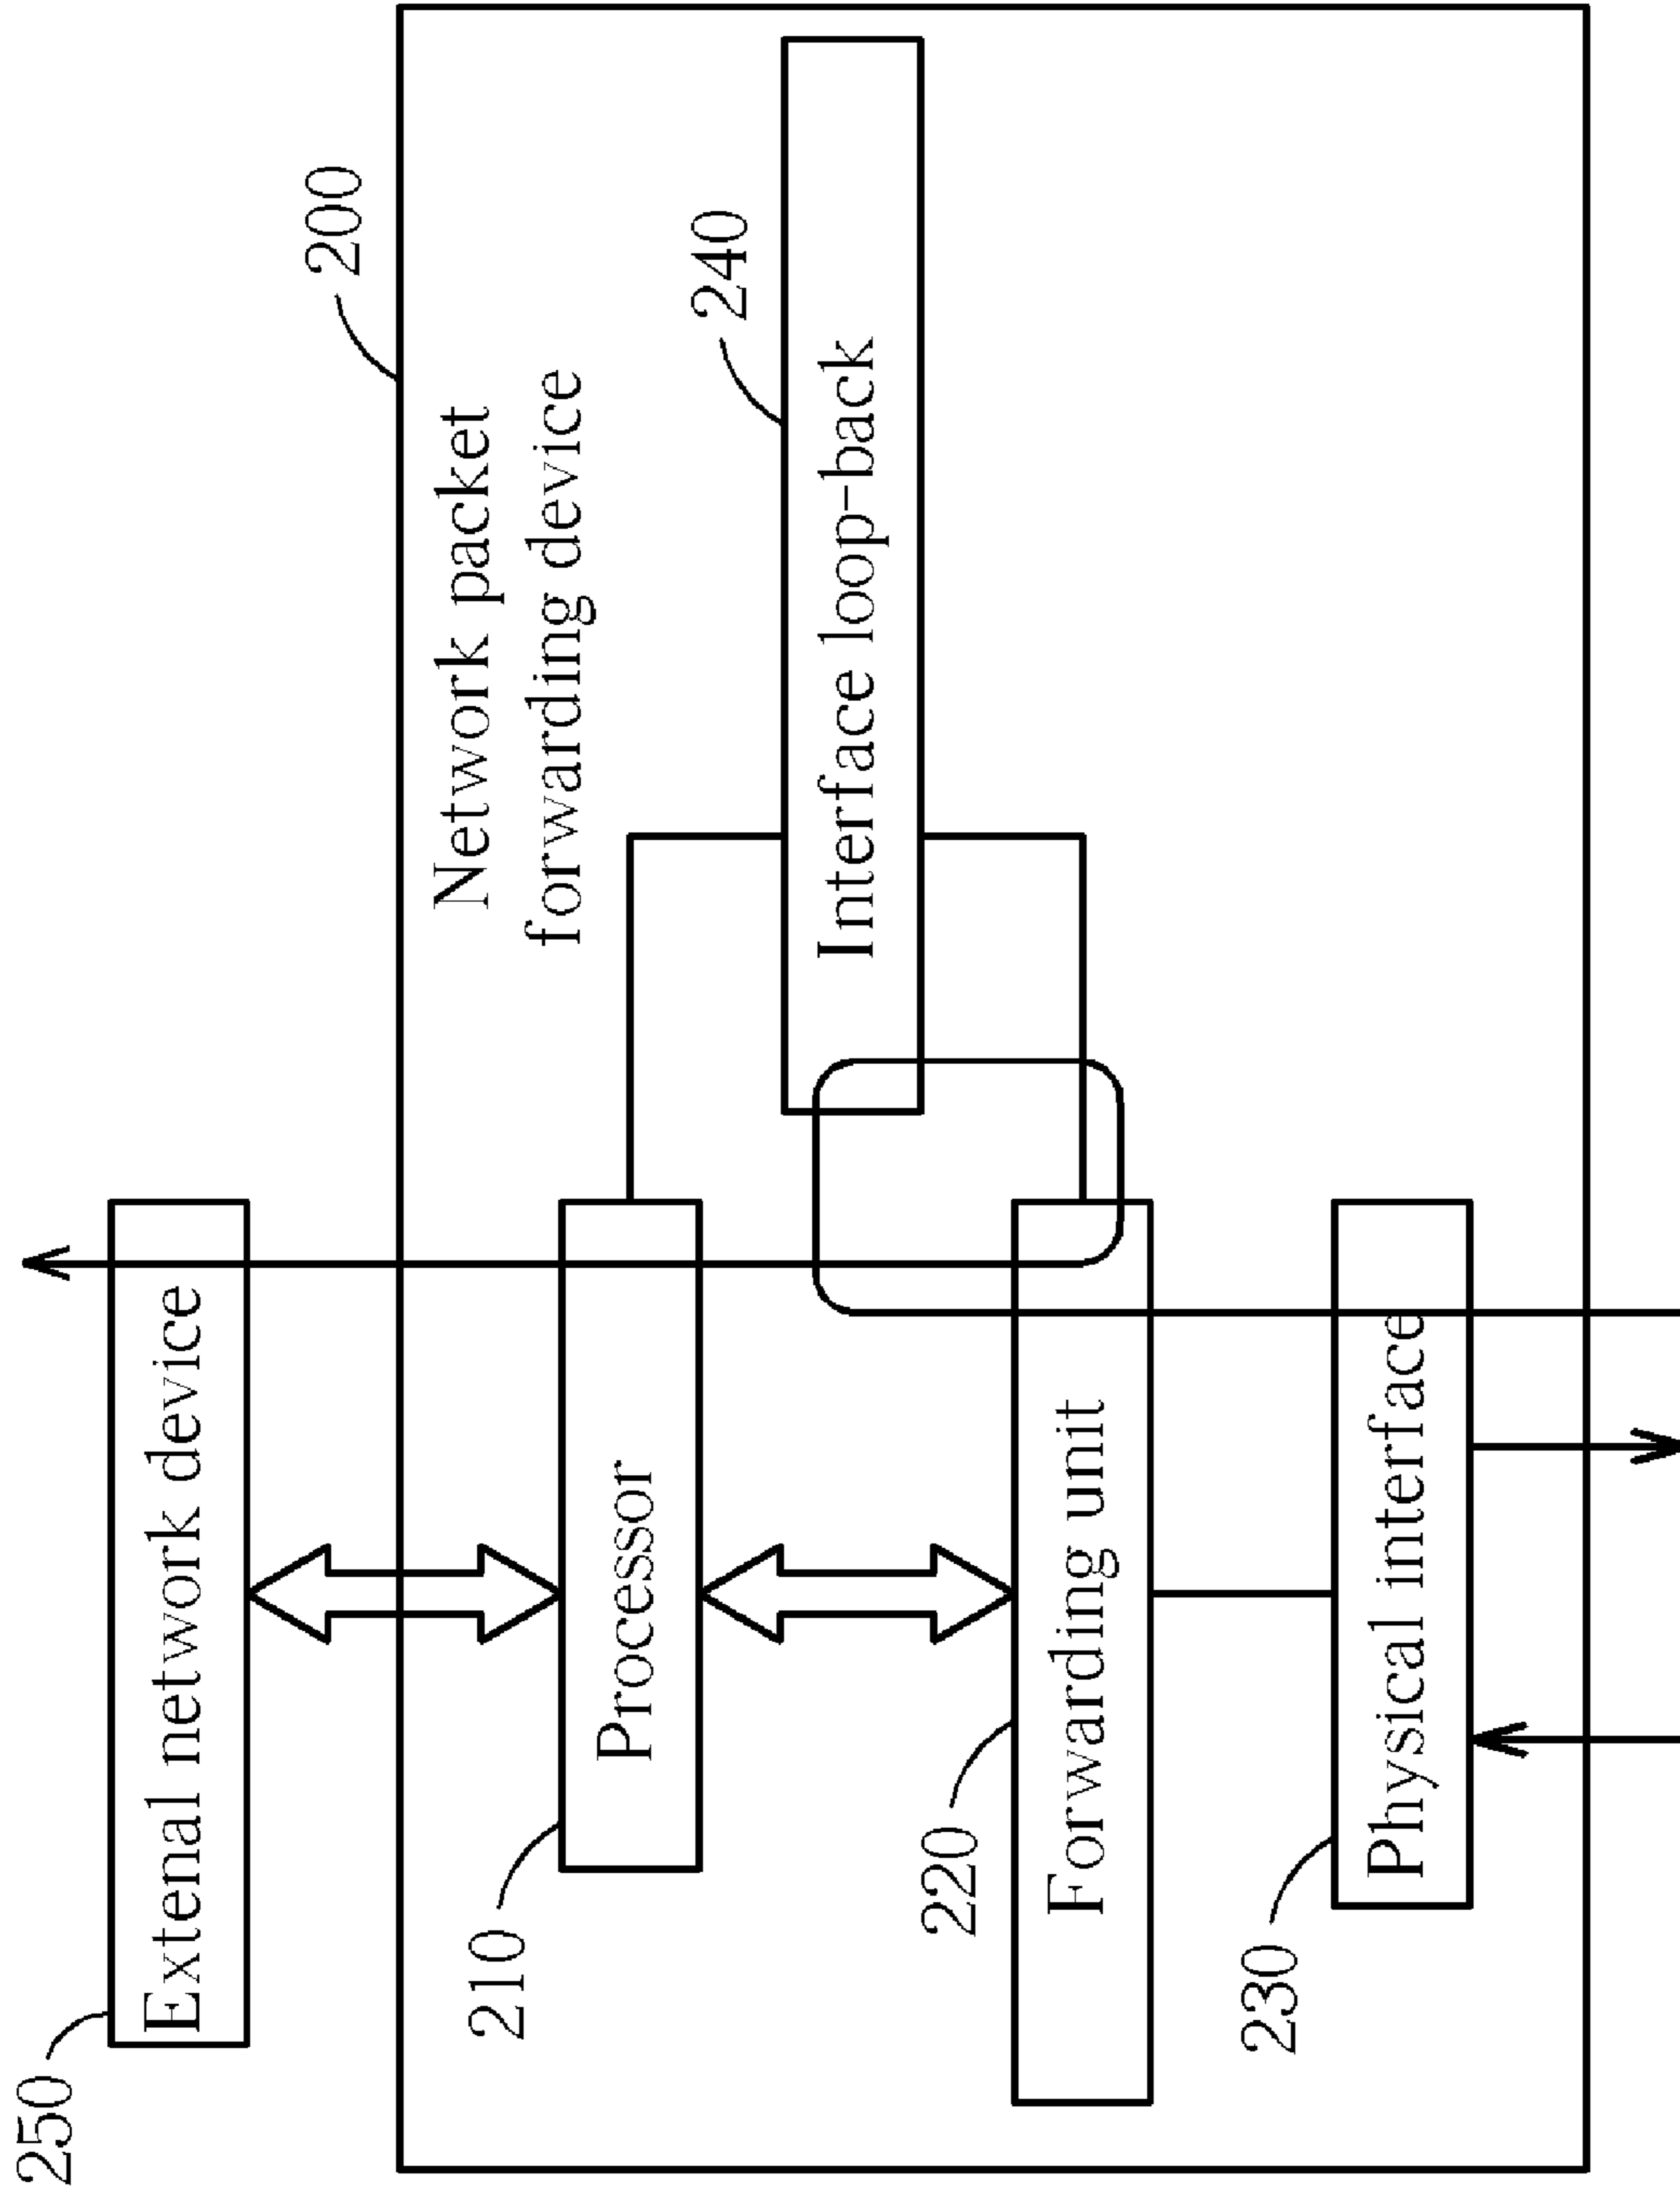 250
External network device
200
Network packet
forwarding device
210
Processor
240
Interface loop-back
220
Forwarding unit
230
Physical interface